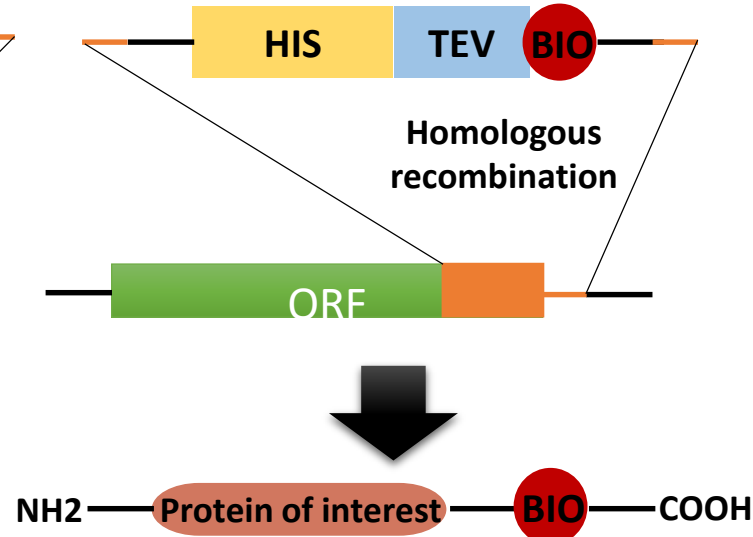 HIS TEV BIO
Homologous
recombination
ORF
NH2 Protein of interest BIO COOH